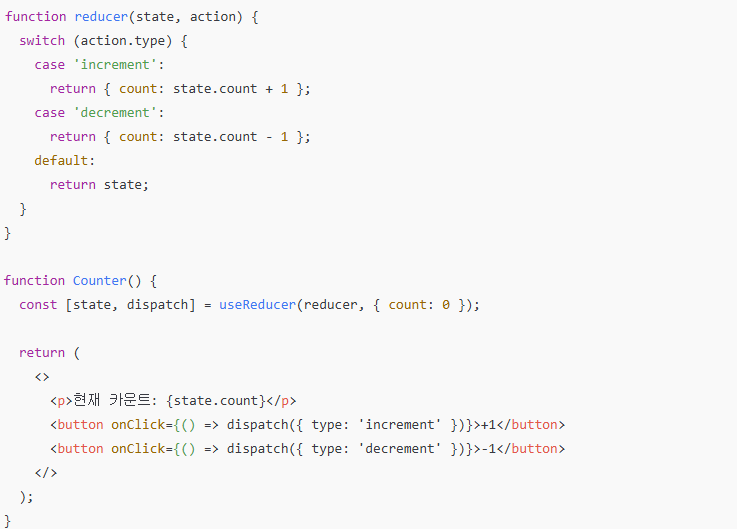 function reducer(state, action) {
  switch (action.type) {
    case 'increment':
      return { count: state.count + 1 };
    case 'decrement':
      return { count: state.count - 1 };
    default:
      return state;
  }
}

function Counter() {
  const [state, dispatch] = useReducer(reducer, { count: 0 });

  return (
    <>
      <p>현재 카운트: {state.count}</p>
      <button onClick={() => dispatch({ type: 'increment' })}>+1</button>
      <button onClick={() => dispatch({ type: 'decrement' })}>-1</button>
    </>
  );
}